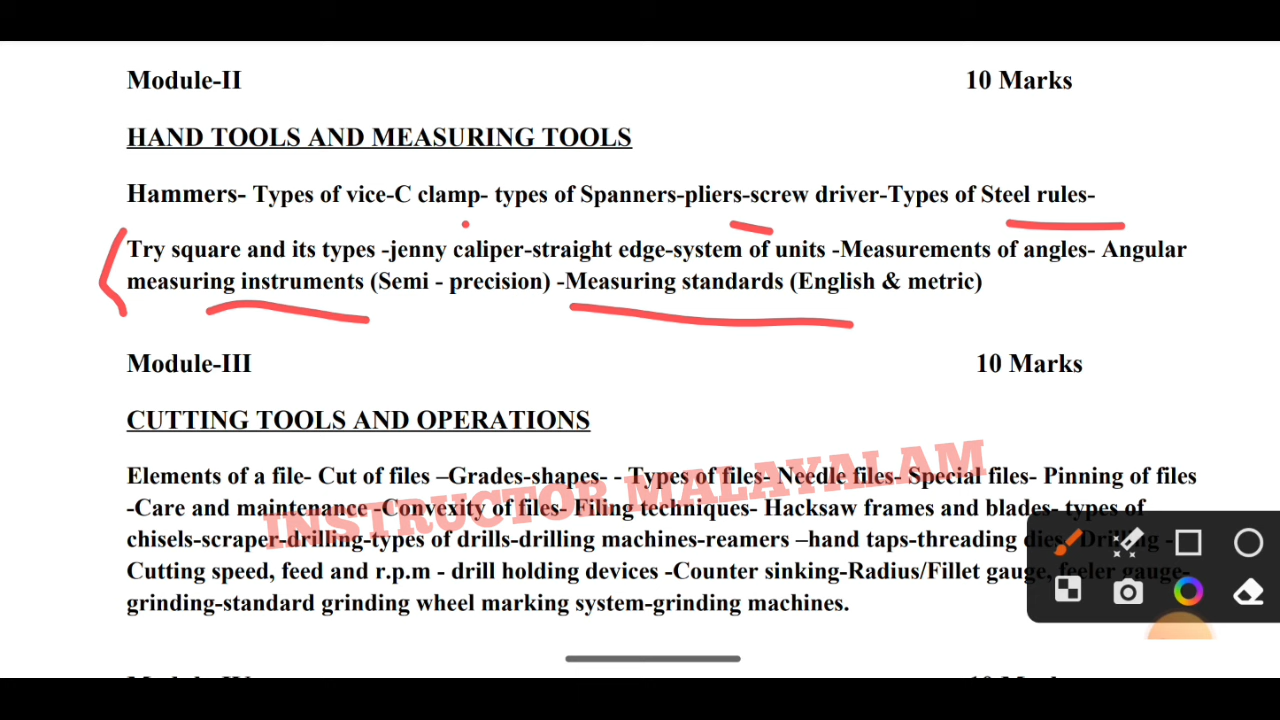 Module-II 10 Marks
HAND TOOLS AND MEASURING TOOLS
Hammers- Types of vice-C clamp- types of Spanners-pliers-screw driver-Types of Steel rules-
Try square and its types -jenny caliper-straight edge-system of units -Measurements of angles- Angular
measuring instruments (Semi - precision) -Measuring standards (English & metric)
Module-III 10 Marks
CUTTING TOOLS AND OPERATIONS
Elements of a file- Cut of files –Grades-shapes- - Types of files- Needle files- Special files- Pinning of files
-Care and maintenance -Convexity of files- Filing techniques- Hacksaw frames and blades- types of
INSTRUCTOR MALAYALAM
chisels-scraper-drilling-types of drills-drilling machines-reamers –hand taps-threading dies- Drilling -
Cutting speed, feed and r.p.m - drill holding devices -Counter sinking-Radius/Fillet gauge, feeler gauge-
grinding-standard grinding wheel marking system-grinding machines.